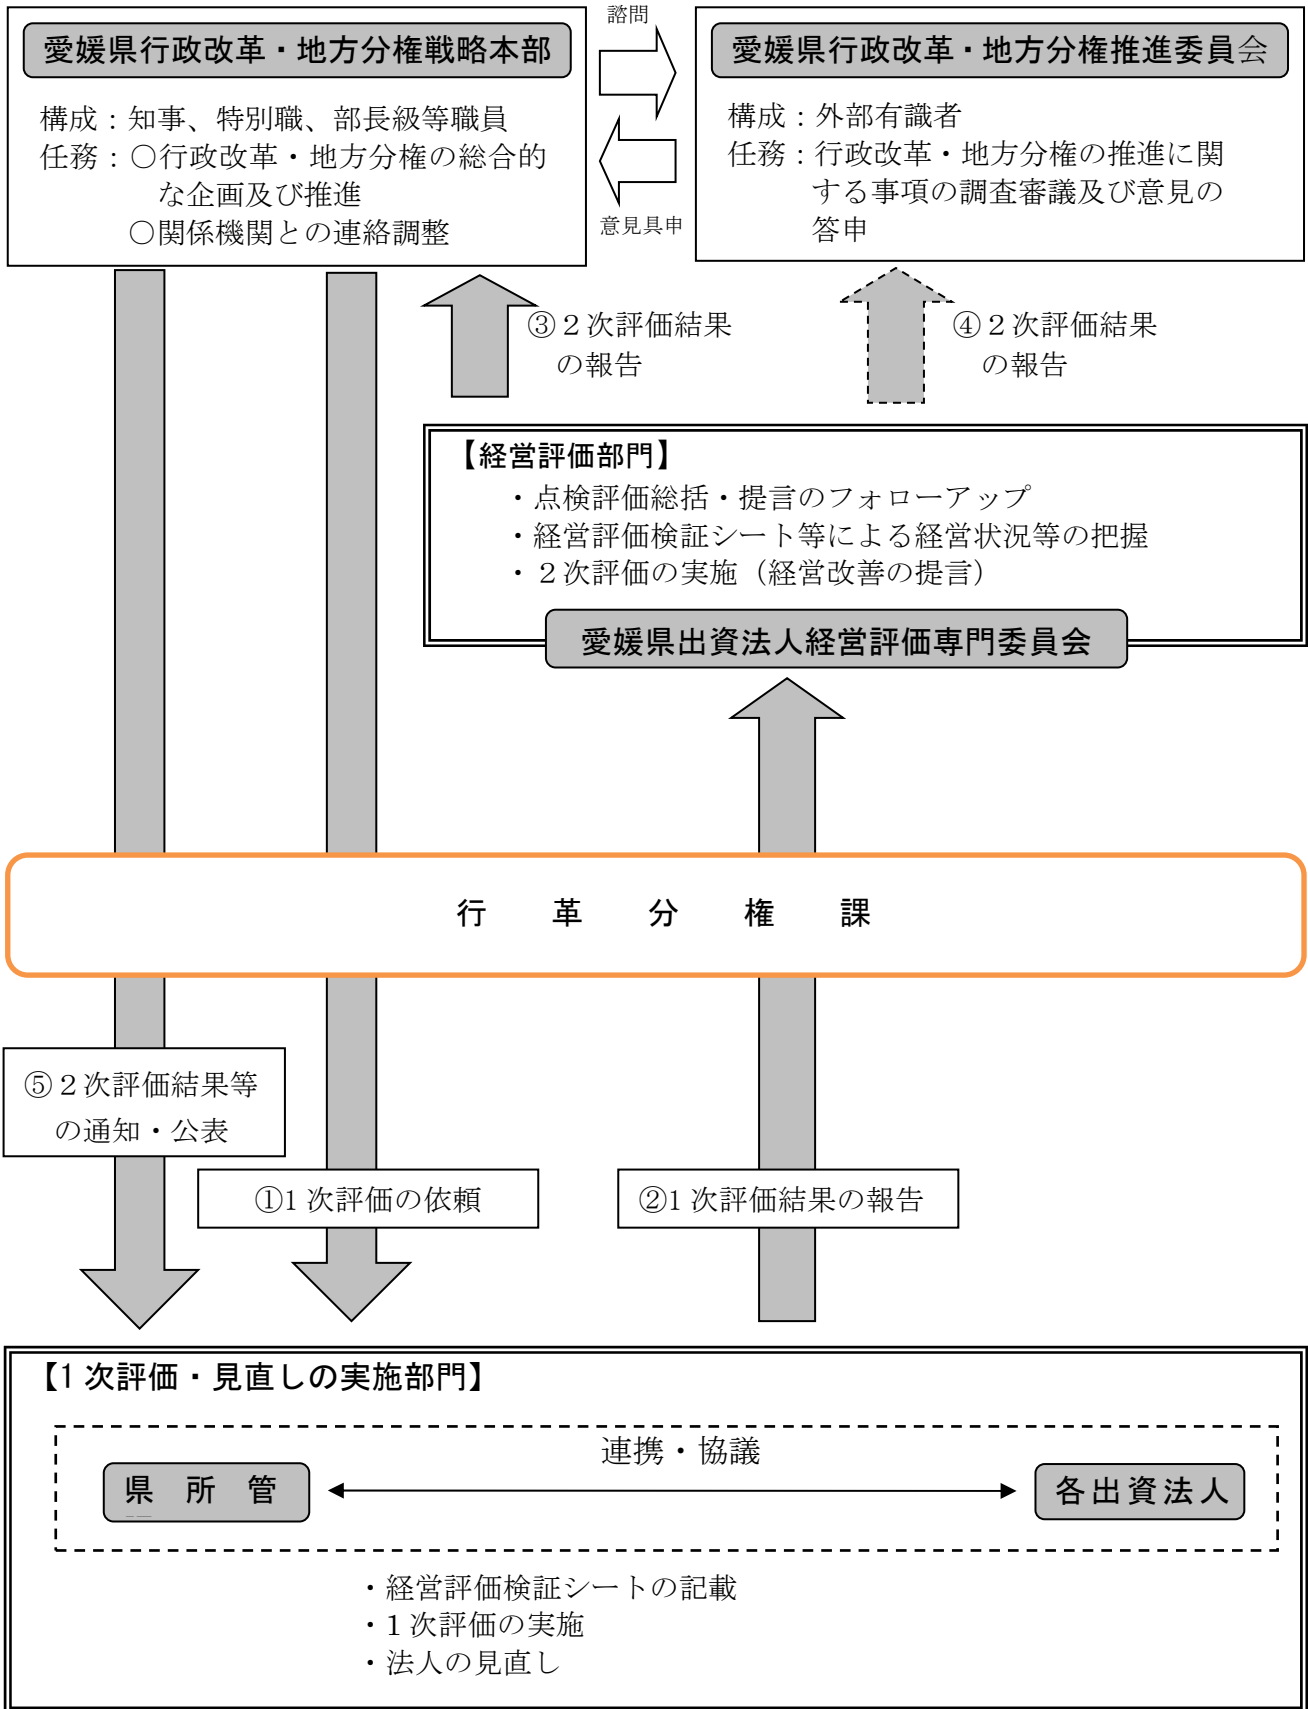 諮問
愛媛県行政改革・地方分権戦略本部
構成：知事、特別職、部長級等職員
任務：○行政改革・地方分権の総合的
な企画及び推進
○関係機関との連絡調整
意見具申
愛媛県行政改革・地方分権推進委員会
構成：外部有識者
任務：行政改革・地方分権の推進に関
する事項の調査審議及び意見の
答申
③２次評価結果
の報告
④２次評価結果
の報告
【経営評価部門】
・点検評価総括・提言のフォローアップ
・経営評価検証シート等による経営状況等の把握
・２次評価の実施（経営改善の提言）
愛媛県出資法人経営評価専門委員会
行　革　分　権　課
⑤２次評価結果等
の通知・公表
①1 次評価の依頼
②1 次評価結果の報告
【1 次評価・見直しの実施部門】
連携・協議
県　所　管
各出資法人
・経営評価検証シートの記載
・1 次評価の実施
・法人の見直し